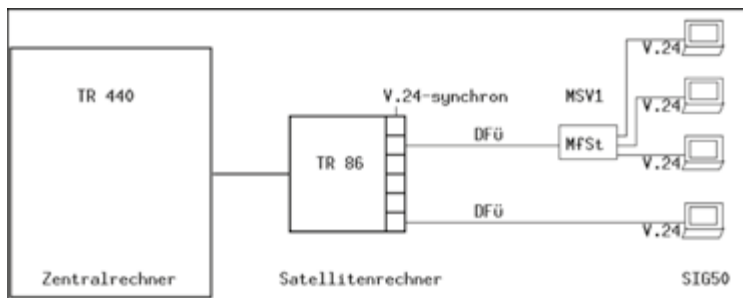 V.24
TR 440
V.24-synchron
MSV1
V.24
DFÜ
MfSt
TR 86
V.24
DFÜ
V.24
Zentralrechner
Satellitenrechner
SIG50